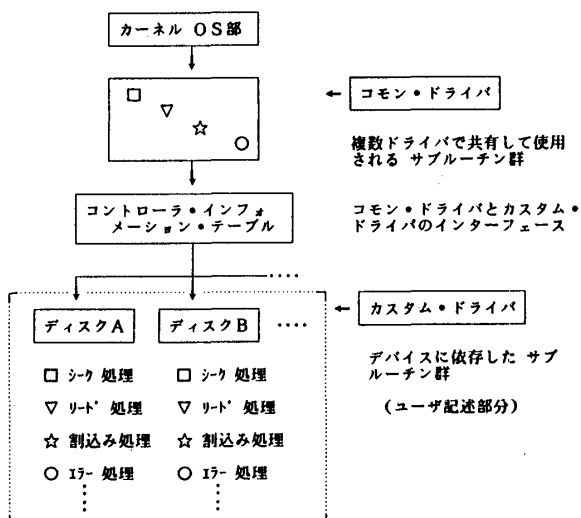 カーネル OS部
← コモン・ドライバ
複数ドライバで共有して使用
される サブルーチン群
コントローラ・インフォ
メーション・テーブル
コモン・ドライバとカスタム・
ドライバのインターフェース
‥‥
← カスタム・ドライバ
ディスクA ディスクB ‥‥
デバイスに依存した サブ
ルーチン群
(ユーザ記述部分)
□ シーク 処理 □ シーク 処理
▽ リード 処理 ▽ リード 処理
☆ 割込み処理 ☆ 割込み処理
○ エラー 処理 ○ エラー 処理